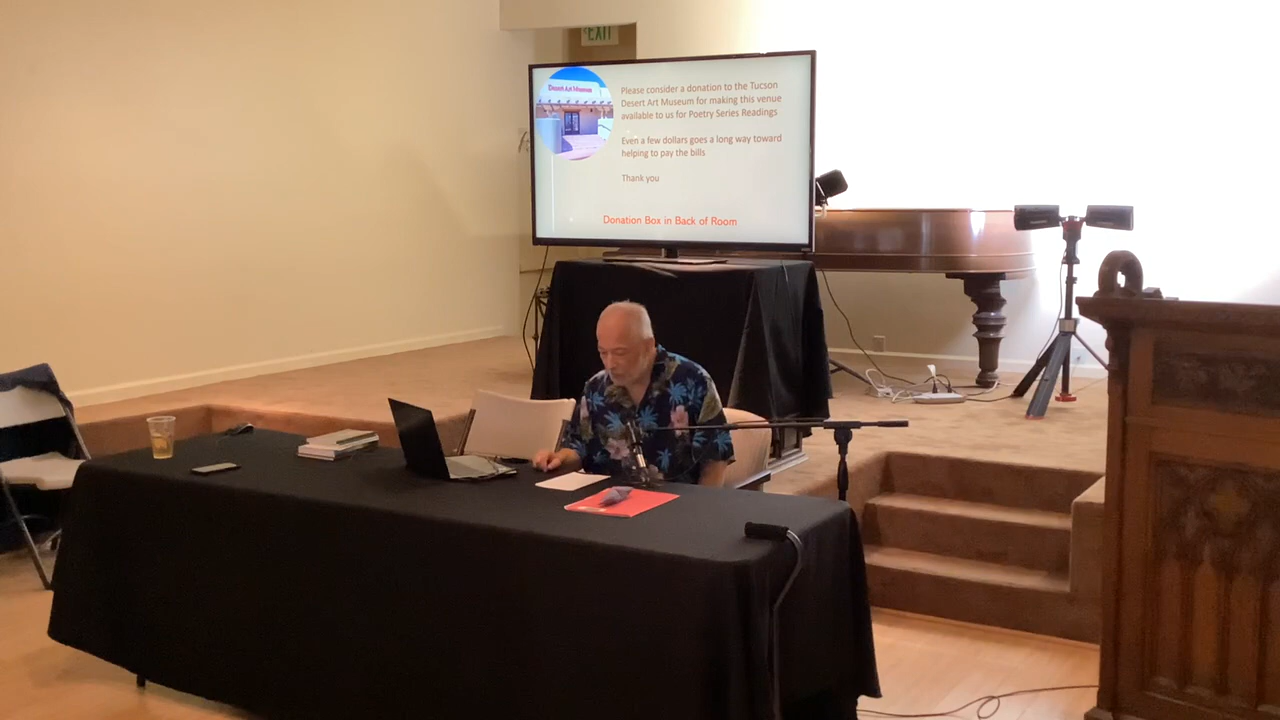 EXIT
Desert Art Museum
Please consider a donation to the Tucson
Desert Art Museum for making this venue
available to us for Poetry Series Readings
Even a few dollars goes a long way toward
helping to pay the bills
Thank you
Donation Box in Back of Room